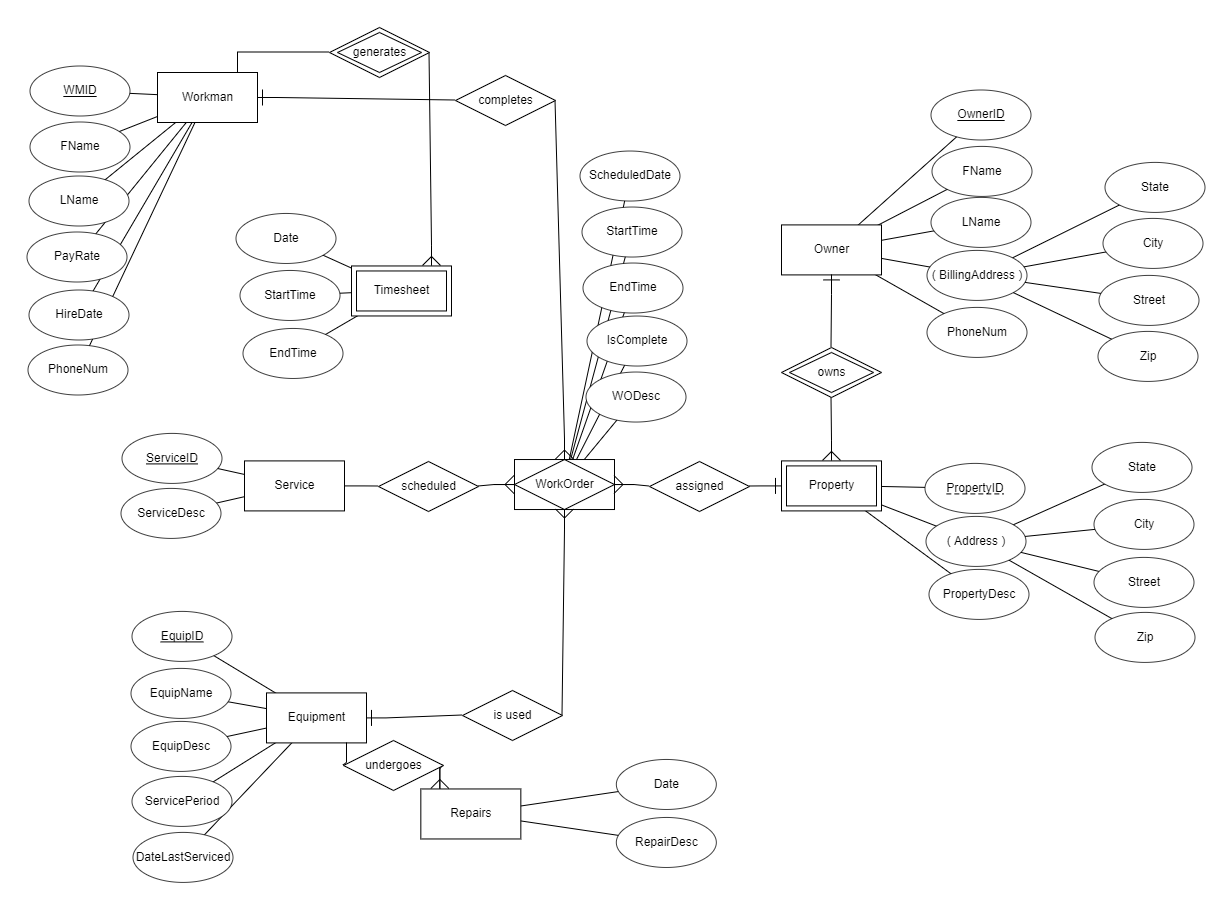 generates
WMID
Workman
completes
FName
LName
PayRate
HireDate
PhoneNum
Date
StartTime
EndTime
Timesheet
ScheduledDate
StartTime
EndTime
IsComplete
WODesc
OwnerID
FName
LName
Owner
( BillingAddress )
PhoneNum
State
City
Street
Zip
owns
ServiceID
ServiceDesc
Service
scheduled
WorkOrder
assigned
Property
PropertyID
( Address )
PropertyDesc
State
City
Street
Zip
EquipID
EquipName
EquipDesc
ServicePeriod
DateLastServiced
Equipment
is used
undergoes
Repairs
Date
RepairDesc